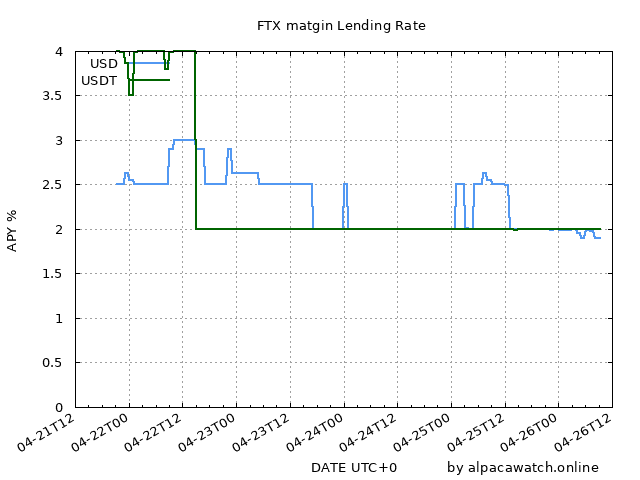 FTX matgin Lending Rate
4
USD
USDT
3.5
3
2.5
2
APY %
1.5
1
0.5
0
04-21T12
04-22T00
04-22T12
04-23T00
04-23T12
04-24T00
04-24T12
04-25T00
04-25T12
04-26T00
04-26T12
DATE UTC+0
by alpacawatch.online